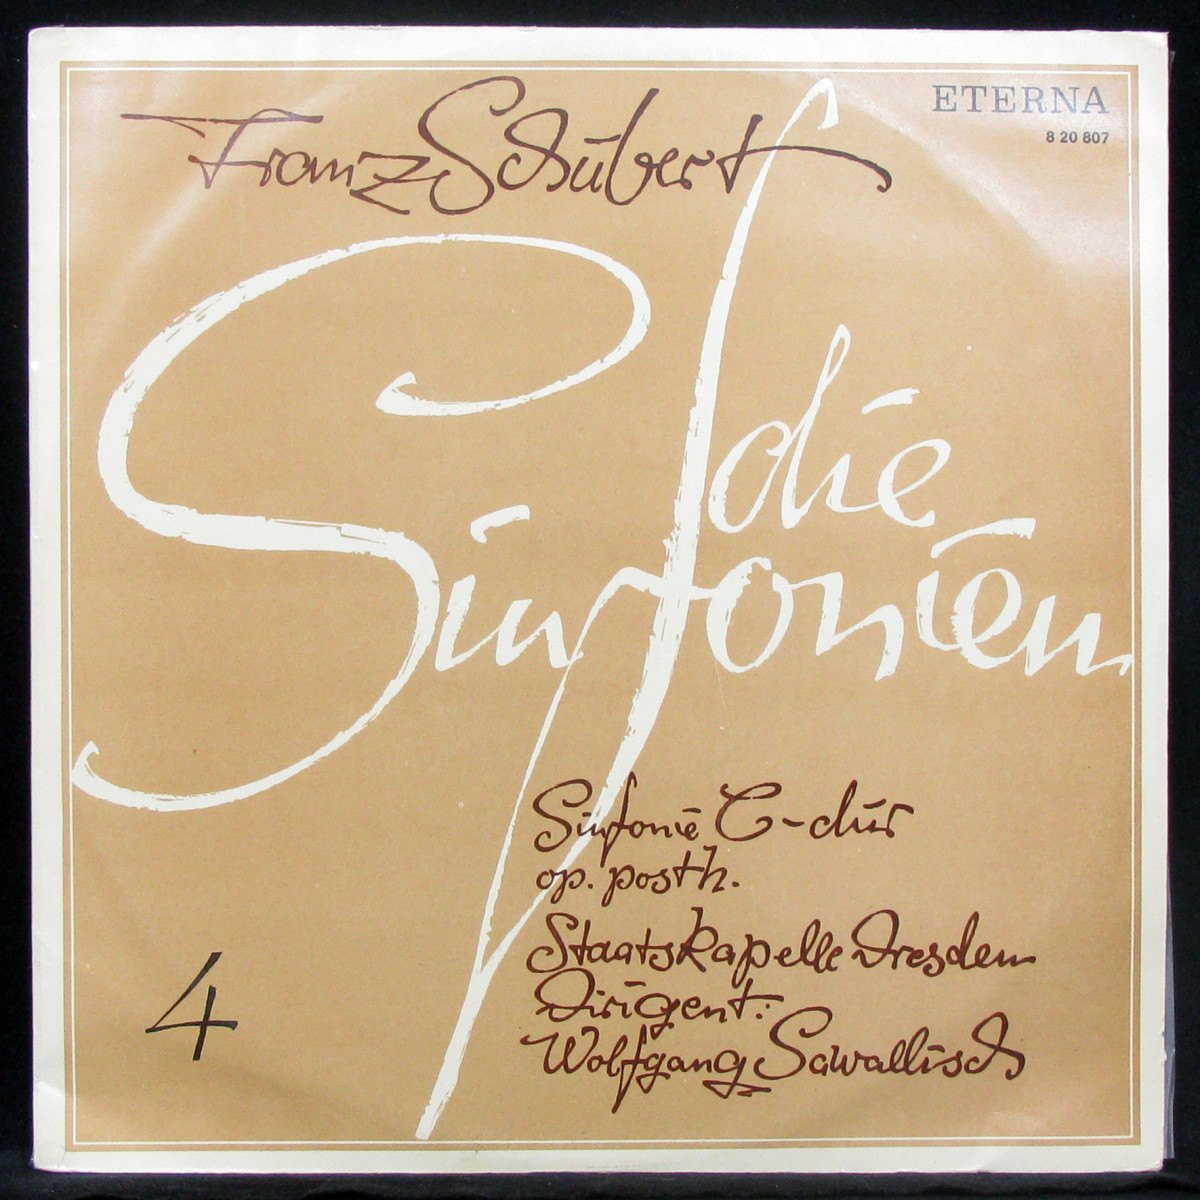 ETERNA
8 20 807
Franz Schubert
die
Sinfonien
Sinfonie C-dur
op. posth.
Staatskapelle Dresden
Dirigent:
Wolfgang Sawallisch
4